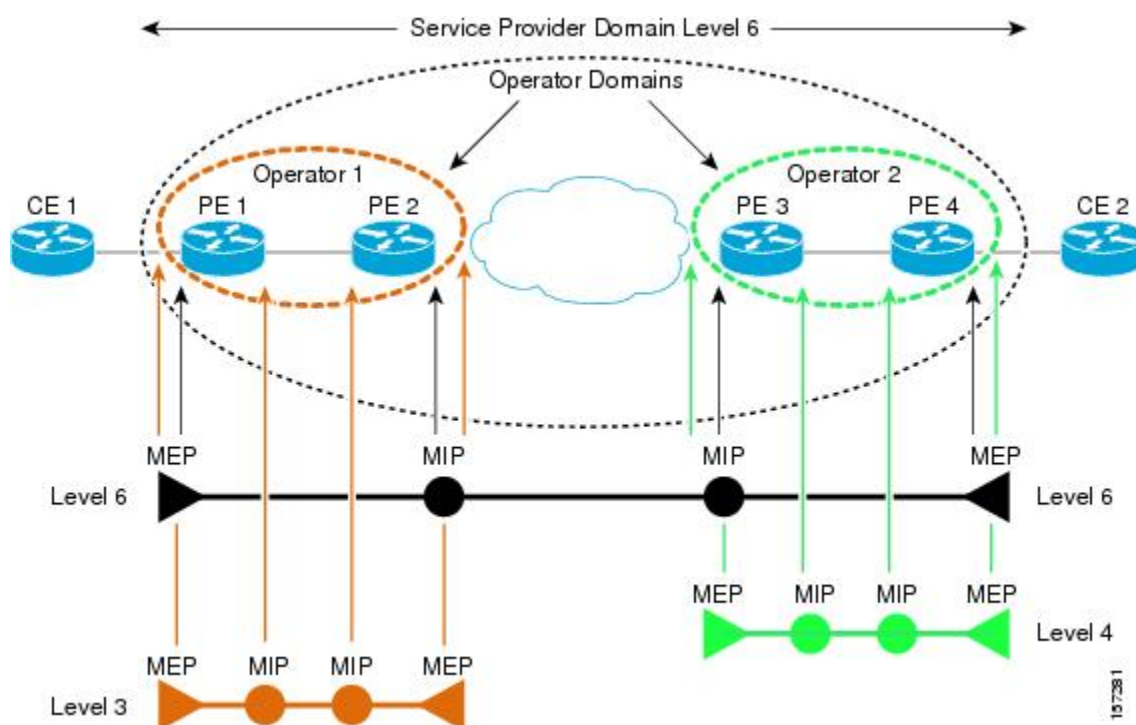 Service Provider Domain Level 6
Operator Domains
Operator 1
Operator 2
CE 1
PE 1
PE 2
PE 3
PE 4
CE 2
MEP
MIP
MIP
MEP
Level 6
Level 6
MEP
MIP
MIP
MEP
Level 4
MEP
MIP
MIP
MEP
Level 3
157281